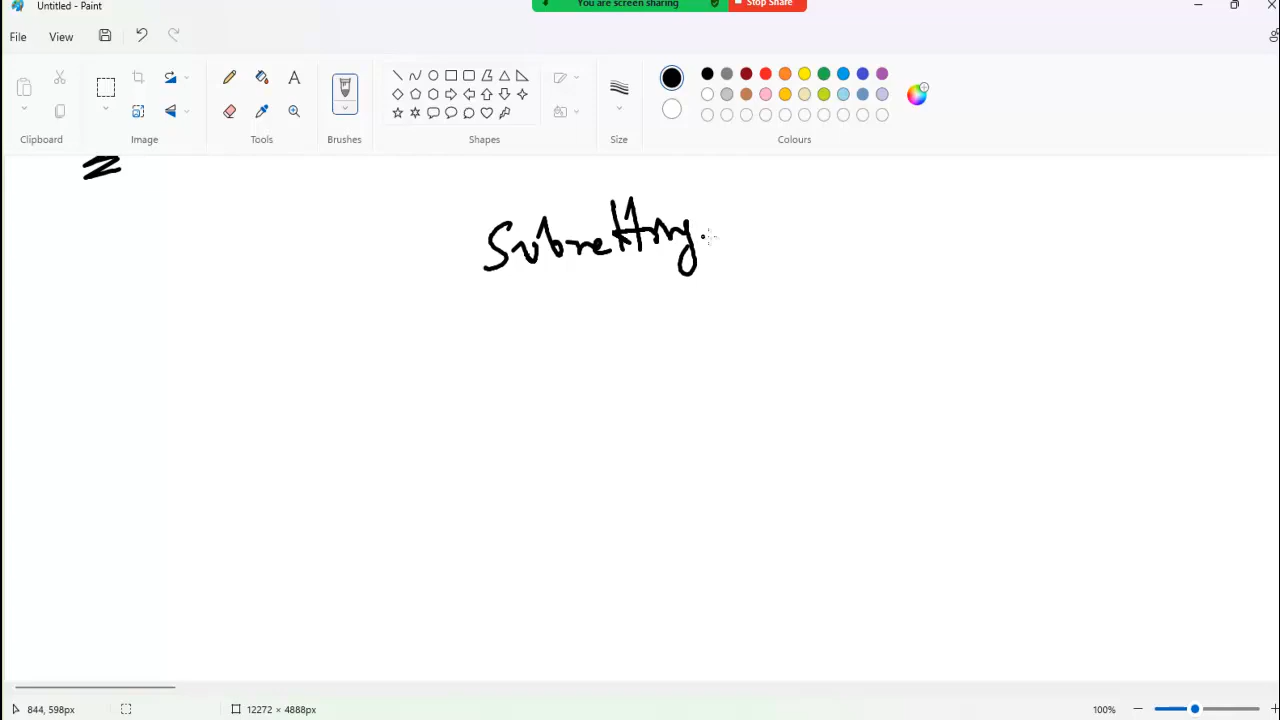 Untitled - Paint
You are screen sharing
Stop Share
File
View
Clipboard
Image
Tools
Brushes
Shapes
Size
Colours
Subnetting.
844, 598px
12272 × 4888px
100%